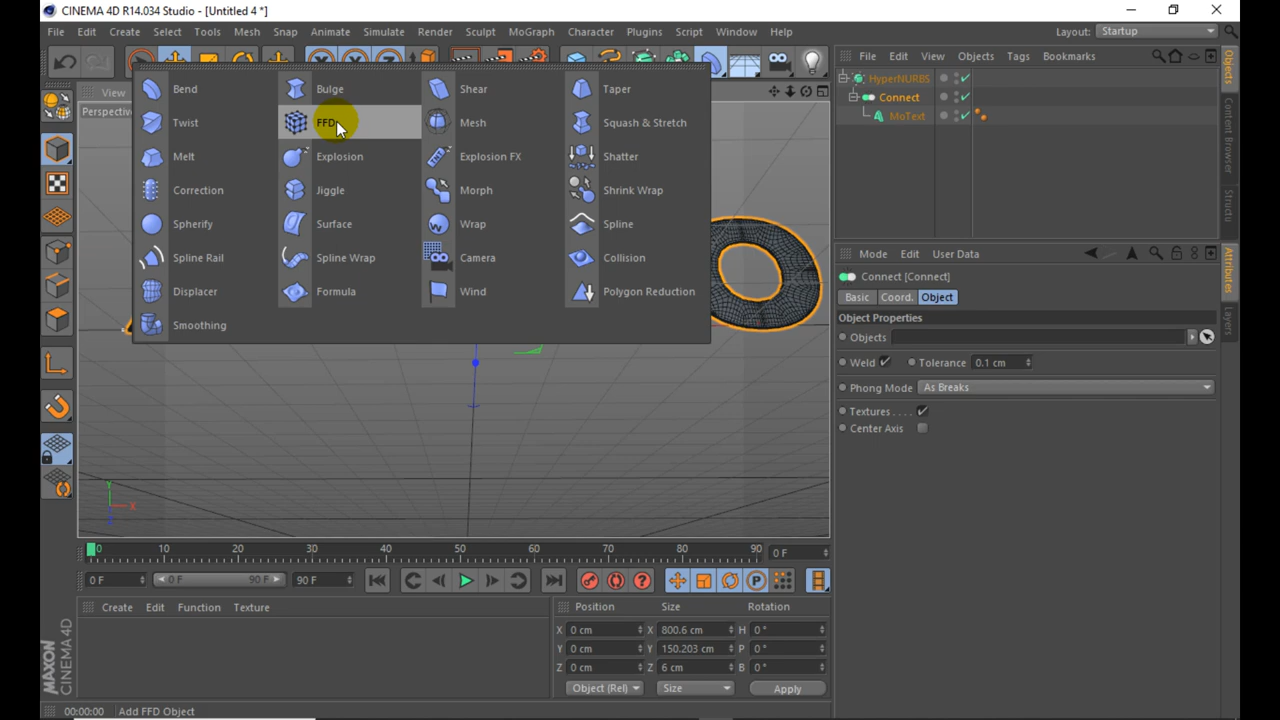 CINEMA 4D R14.034 Studio - [Untitled 4 *]
File Edit Create Select Tools Mesh Snap Animate Simulate Render Sculpt MoGraph Character Plugins Script Window Help Layout: Startup
File Edit View Objects Tags Bookmarks
View
Perspective
Bend Bulge Shear Taper
Twist FFD Mesh Squash & Stretch
Melt Explosion Explosion FX Shatter
Correction Jiggle Morph Shrink Wrap
Spherify Surface Wrap Spline
Spline Rail Spline Wrap Camera Collision
Displacer Formula Wind Polygon Reduction
Smoothing
HyperNURBS
Connect
MoText
Objects
Content Browser
Structu
Mode Edit User Data
Connect [Connect]
Basic Coord. Object
Object Properties
Objects
Weld Tolerance 0.1 cm
Phong Mode As Breaks
Textures . . . .
Center Axis
Attributes
Layers
Y
X
0 10 20 30 40 50 60 70 80 90 0 F
0 F 0 F 90 F 90 F
P
Create Edit Function Texture
Position Size Rotation
X 0 cm X 800.6 cm H 0 °
Y 0 cm Y 150.203 cm P 0 °
Z 0 cm Z 6 cm B 0 °
Object (Rel) Size Apply
MAXON
CINEMA 4D
00:00:00 Add FFD Object